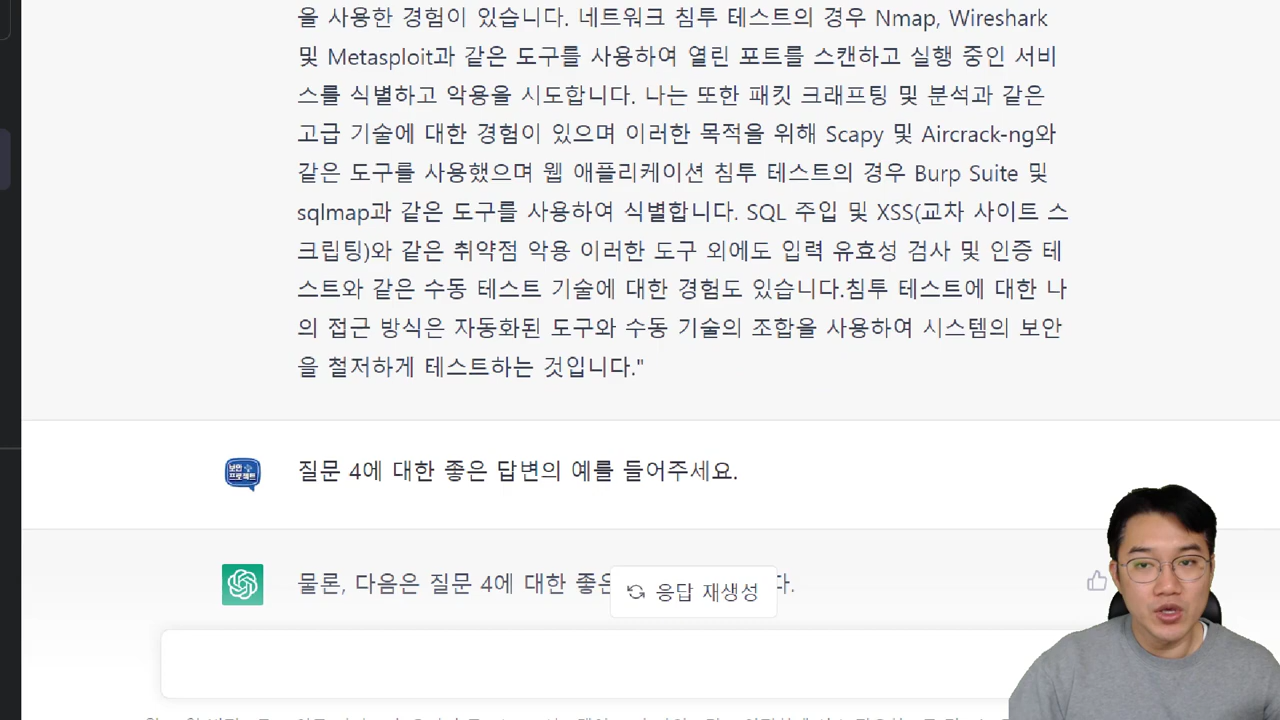 을 사용한 경험이 있습니다. 네트워크 침투 테스트의 경우 Nmap, Wireshark
및 Metasploit과 같은 도구를 사용하여 열린 포트를 스캔하고 실행 중인 서비
스를 식별하고 악용을 시도합니다. 나는 또한 패킷 크래프팅 및 분석과 같은
고급 기술에 대한 경험이 있으며 이러한 목적을 위해 Scapy 및 Aircrack-ng와
같은 도구를 사용했으며 웹 애플리케이션 침투 테스트의 경우 Burp Suite 및
sqlmap과 같은 도구를 사용하여 식별합니다. SQL 주입 및 XSS(교차 사이트 스
크립팅)와 같은 취약점 악용 이러한 도구 외에도 입력 유효성 검사 및 인증 테
스트와 같은 수동 테스트 기술에 대한 경험도 있습니다.침투 테스트에 대한 나
의 접근 방식은 자동화된 도구와 수동 기술의 조합을 사용하여 시스템의 보안
을 철저하게 테스트하는 것입니다."
보안
프로젝트
질문 4에 대한 좋은 답변의 예를 들어주세요.
물론, 다음은 질문 4에 대한 좋은 다.
응답 재생성